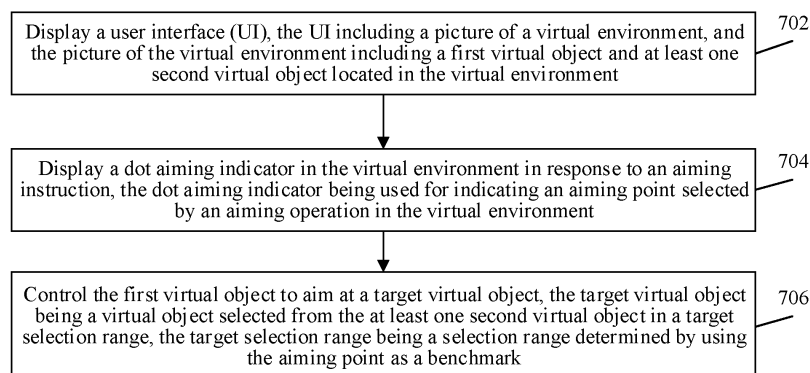 Display a user interface (UI), the UI including a picture of a virtual environment, and
the picture of the virtual environment including a first virtual object and at least one
second virtual object located in the virtual environment
702
Display a dot aiming indicator in the virtual environment in response to an aiming
instruction, the dot aiming indicator being used for indicating an aiming point selected
by an aiming operation in the virtual environment
704
Control the first virtual object to aim at a target virtual object, the target virtual object
being a virtual object selected from the at least one second virtual object in a target
selection range, the target selection range being a selection range determined by using
the aiming point as a benchmark
706